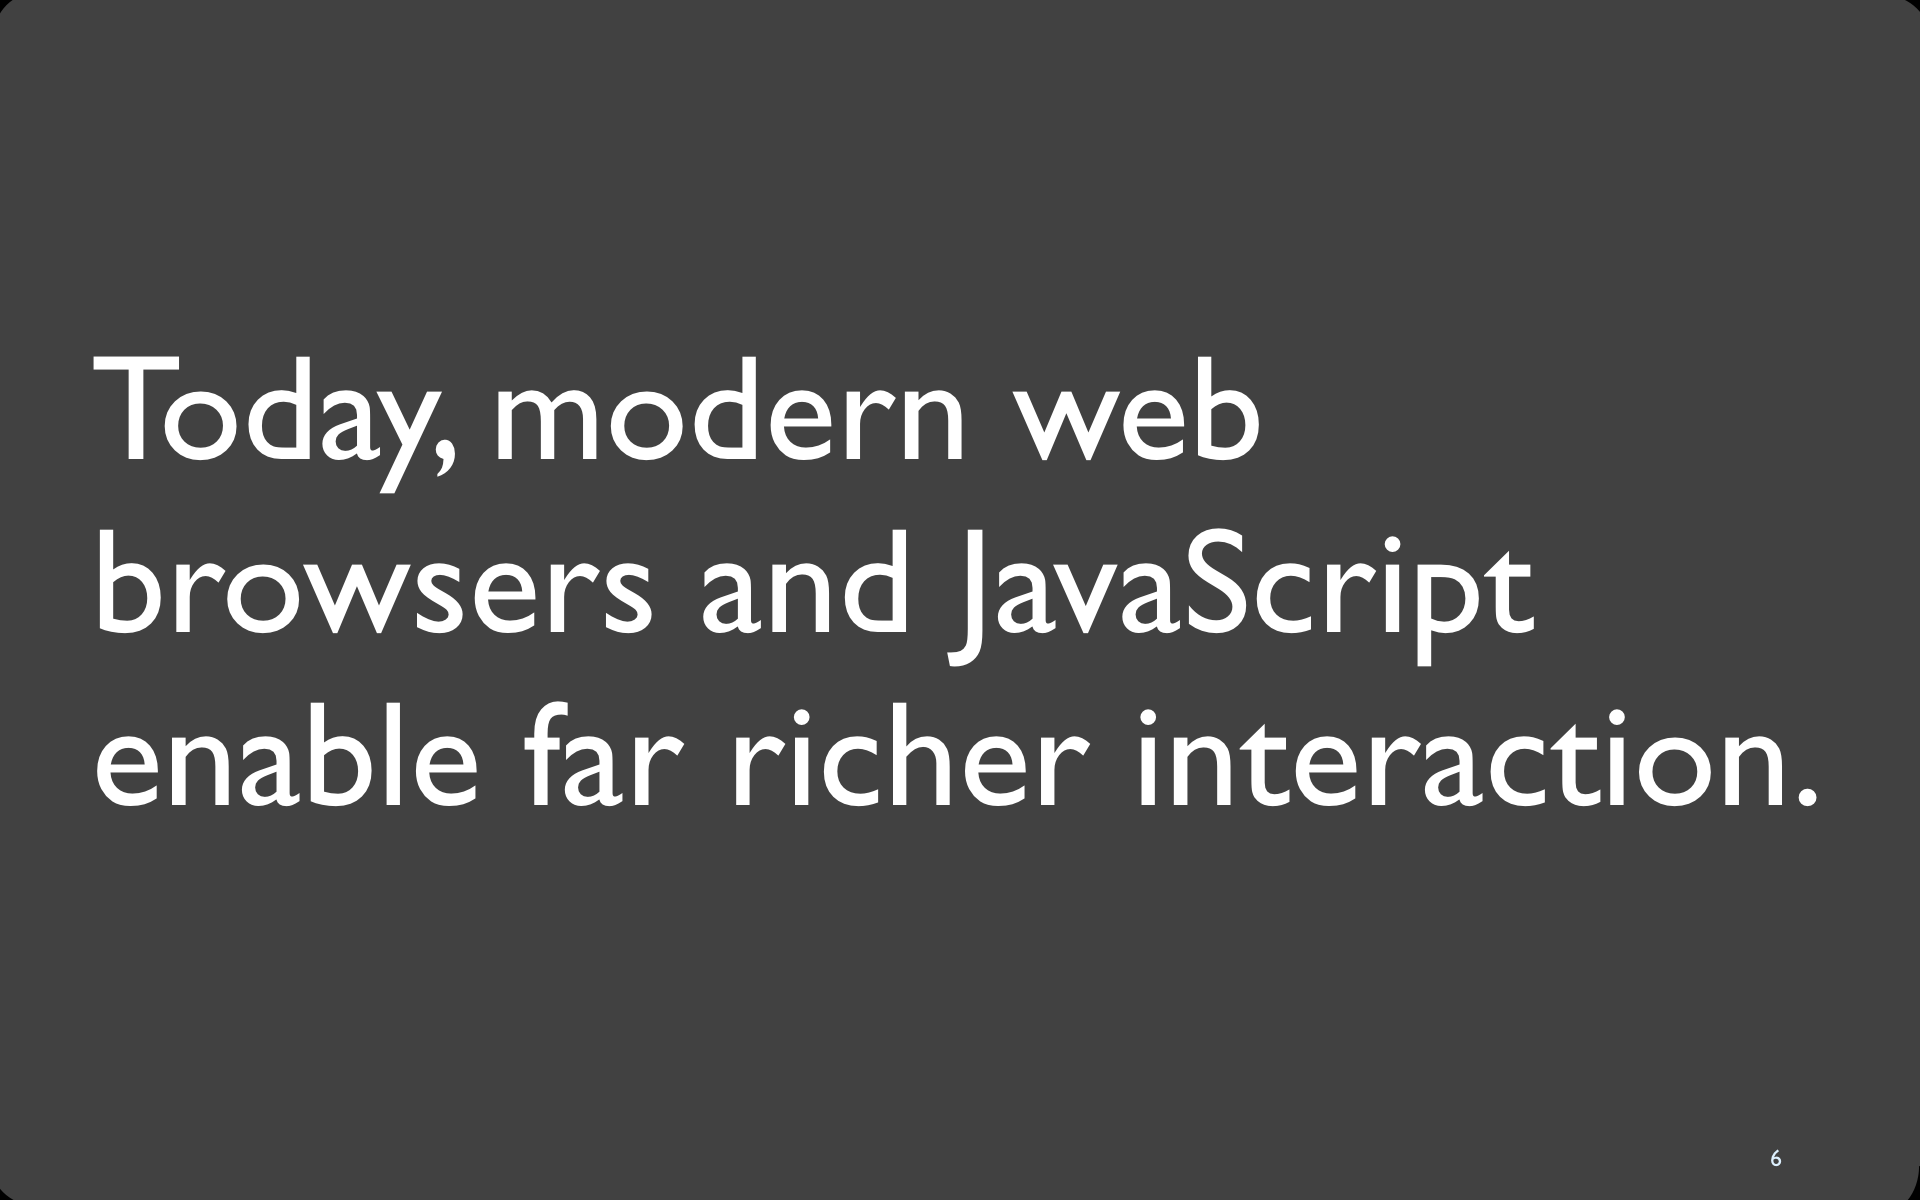 Today, modern web
browsers and JavaScript
enable far richer interaction.
6